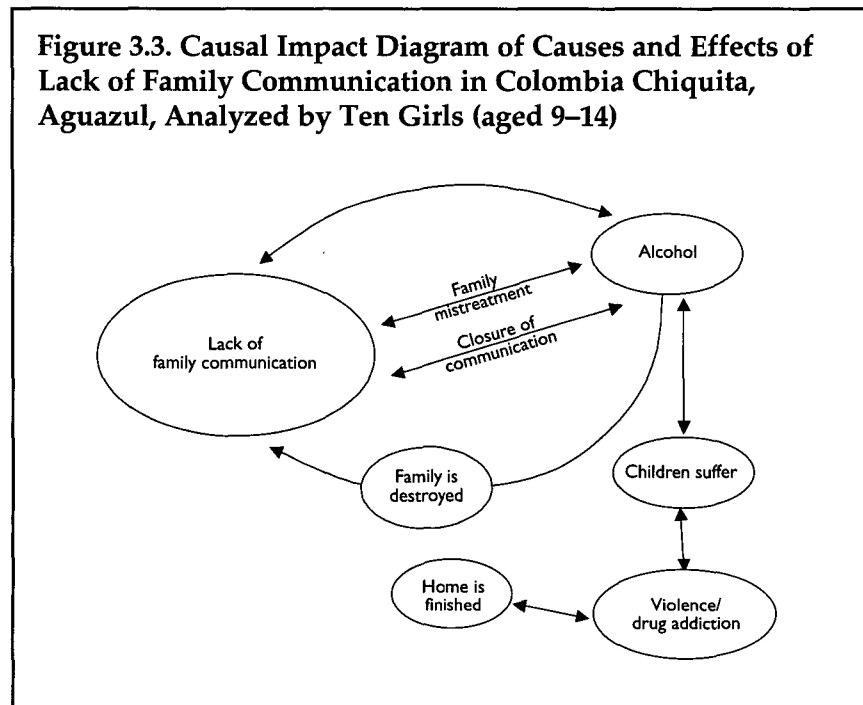 Figure 3.3. Causal Impact Diagram of Causes and Effects of
Lack of Family Communication in Colombia Chiquita,
Aguazul, Analyzed by Ten Girls (aged 9–14)
Alcohol
Family
mistreatment
Closure of
communication
Lack of
family communication
Family is
destroyed
Children suffer
Home is
finished
Violence/
drug addiction